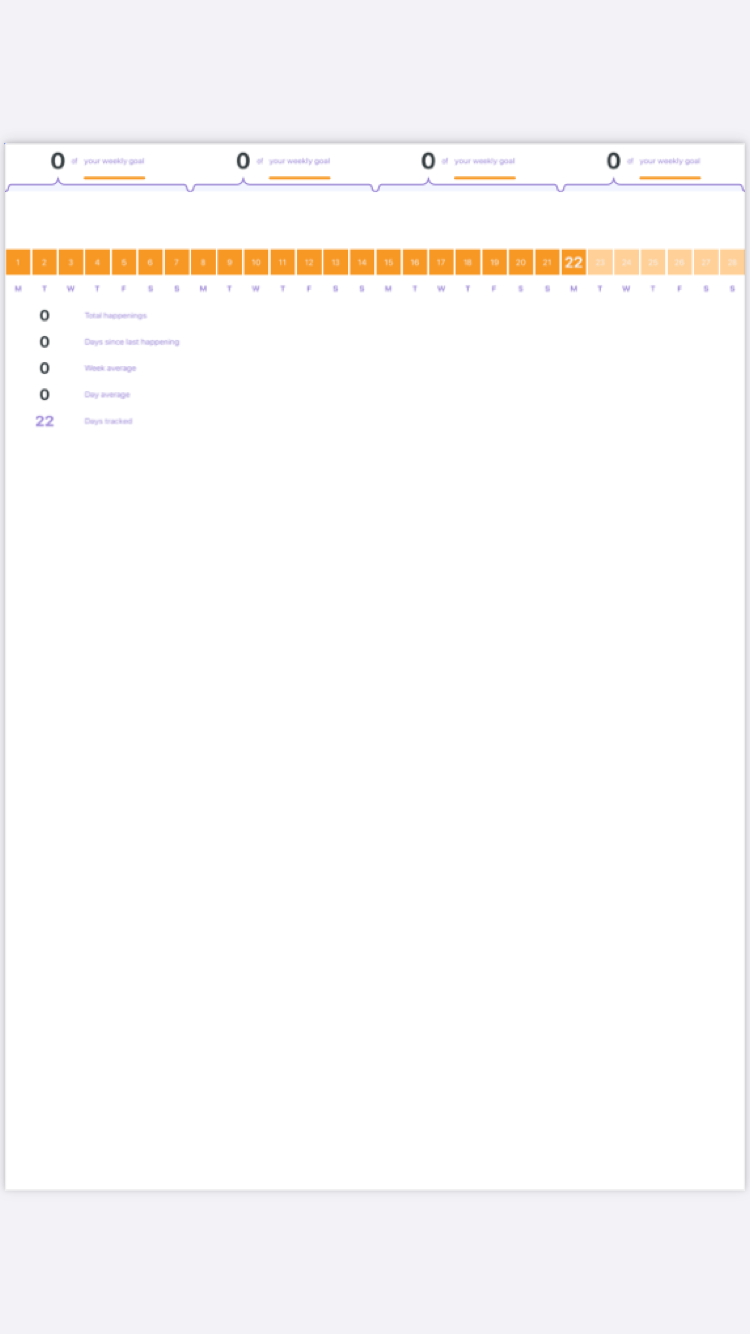 0 of your weekly goal 0 of your weekly goal 0 of your weekly goal 0 of your weekly goal
1 2 3 4 5 6 7 8 9 10 11 12 13 14 15 16 17 18 19 20 21 22 23 24 25 26 27 28
M T W T F S S M T W T F S S M T W T F S S M T W T F S S
0 Total happenings
0 Days since last happening
0 Week average
0 Day average
22 Days tracked